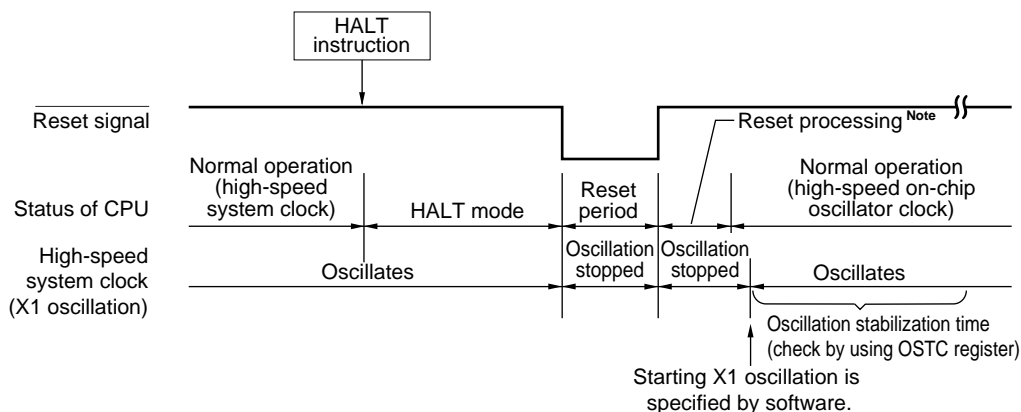 HALT
instruction
Reset signal
Reset processing Note
Normal operation
(high-speed
system clock)
Reset
period
Normal operation
(high-speed on-chip
oscillator clock)
Status of CPU
HALT mode
High-speed
system clock
(X1 oscillation)
Oscillates
Oscillation
stopped
Oscillation
stopped
Oscillates
Oscillation stabilization time
(check by using OSTC register)
Starting X1 oscillation is
specified by software.